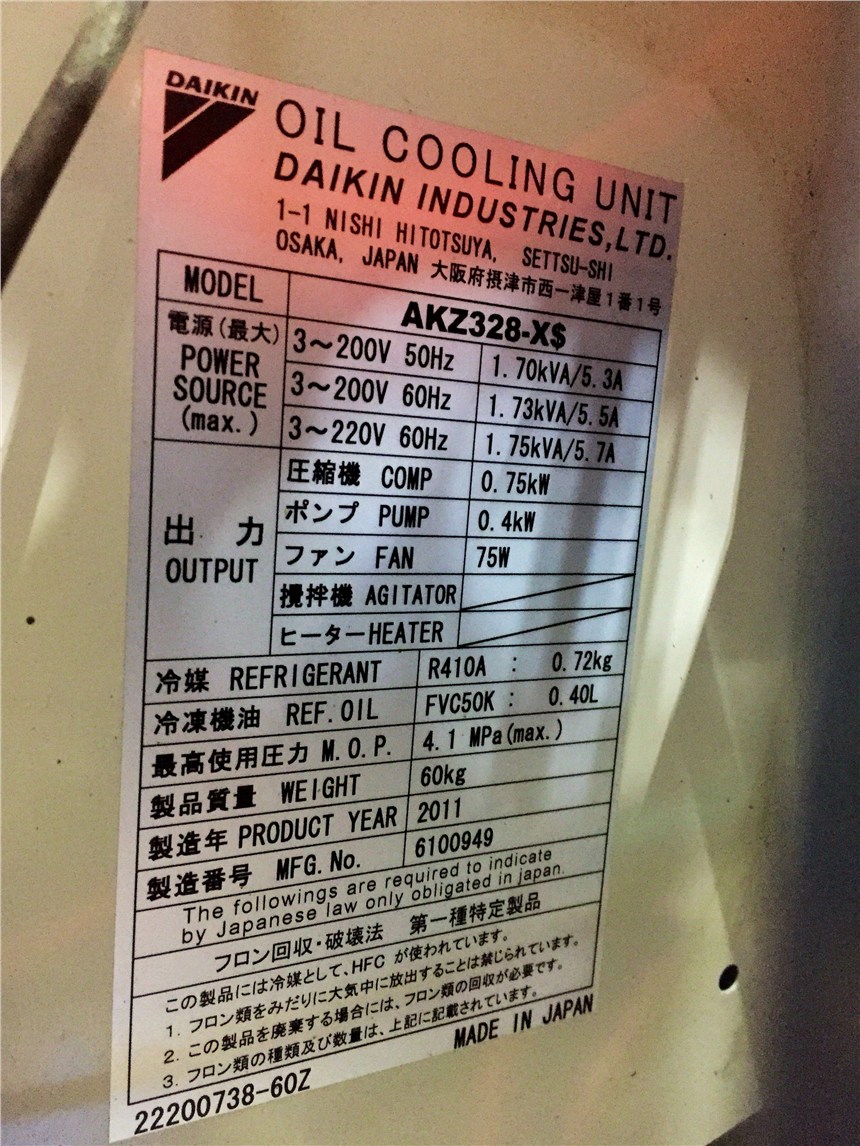 DAIKIN
OIL COOLING UNIT
DAIKIN INDUSTRIES,LTD.
1-1 NISHI HITOTSUYA, SETTSU-SHI
OSAKA, JAPAN 大阪府摂津市西一津屋1番1号
MODEL AKZ328-X$
電源(最大) POWER SOURCE (max.)
3～200V 50Hz 1.70kVA/5.3A
3～200V 60Hz 1.73kVA/5.5A
3～220V 60Hz 1.75kVA/5.7A
出 力 OUTPUT
圧縮機 COMP 0.75kW
ポンプ PUMP 0.4kW
ファン FAN 75W
攪拌機 AGITATOR
ヒーターHEATER
冷媒 REFRIGERANT R410A : 0.72kg
冷凍機油 REF.OIL FVC50K : 0.40L
最高使用圧力 M.O.P. 4.1 MPa(max.)
製品質量 WEIGHT 60kg
製造年 PRODUCT YEAR 2011
製造番号 MFG.No. 6100949
The followings are required to indicate
by Japanese law only obligated in japan.
フロン回収・破壊法 第一種特定製品
この製品には冷媒として、HFC が使われています。
1. フロン類をみだりに大気中に放出することは禁じられています。
2. この製品を廃棄する場合には、フロン類の回収が必要です。
3. フロン類の種類及び数量は、上記に記載されています。
MADE IN JAPAN
22200738-60Z